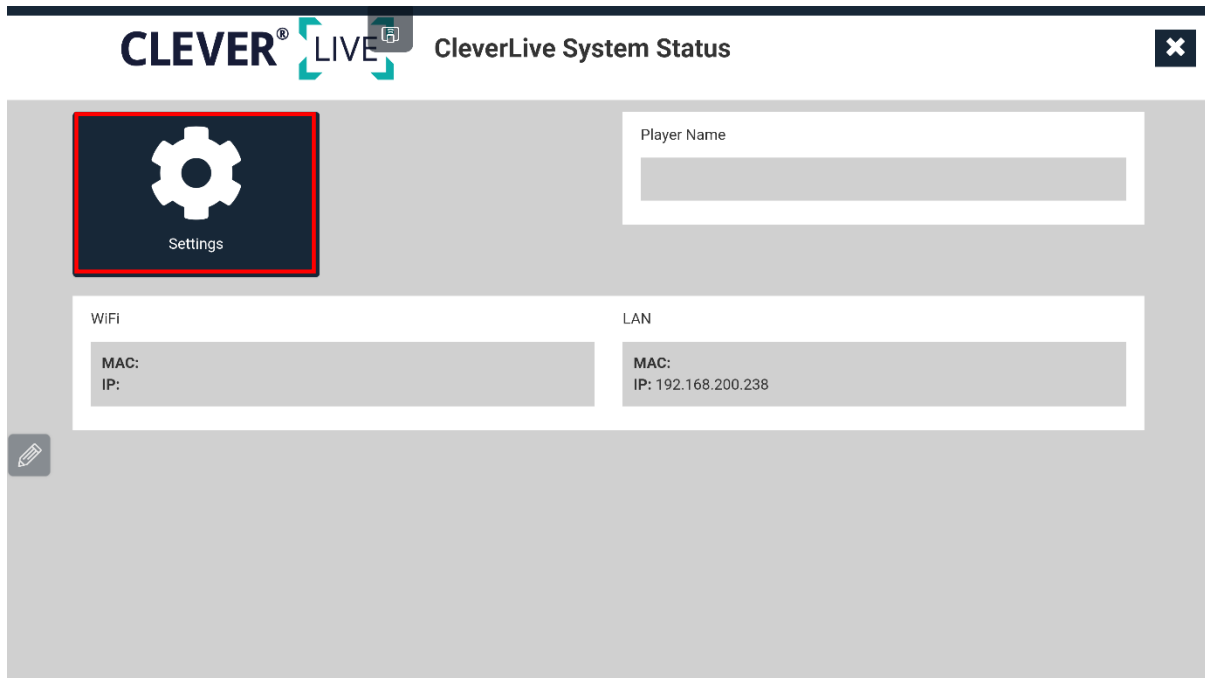 CLEVER® LIVE
CleverLive System Status
Settings
Player Name
WiFi
MAC:
IP:
LAN
MAC:
IP: 192.168.200.238